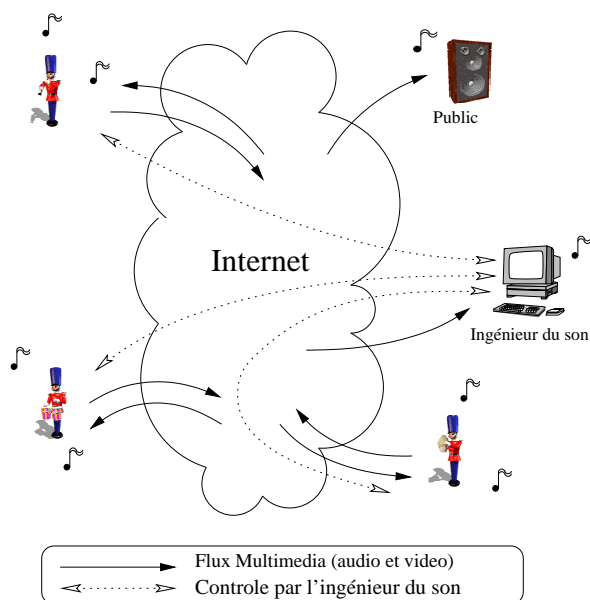 Public
Internet
Ingénieur du son
Flux Multimedia (audio et video)
Controle par l'ingénieur du son